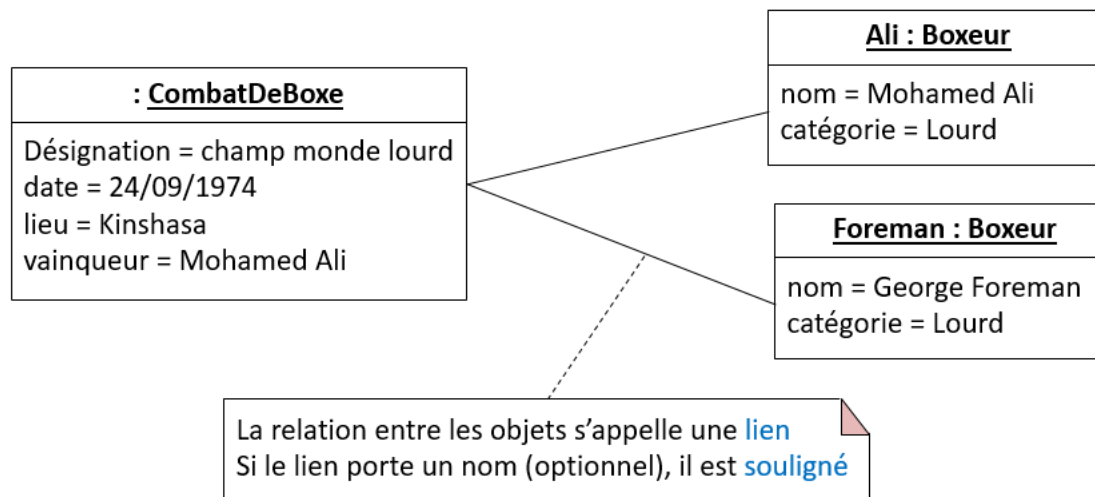 : CombatDeBoxe
Désignation = champ monde lourd
date = 24/09/1974
lieu = Kinshasa
vainqueur = Mohamed Ali
Ali : Boxeur
nom = Mohamed Ali
catégorie = Lourd
Foreman : Boxeur
nom = George Foreman
catégorie = Lourd
La relation entre les objets s’appelle une lien
Si le lien porte un nom (optionnel), il est souligné